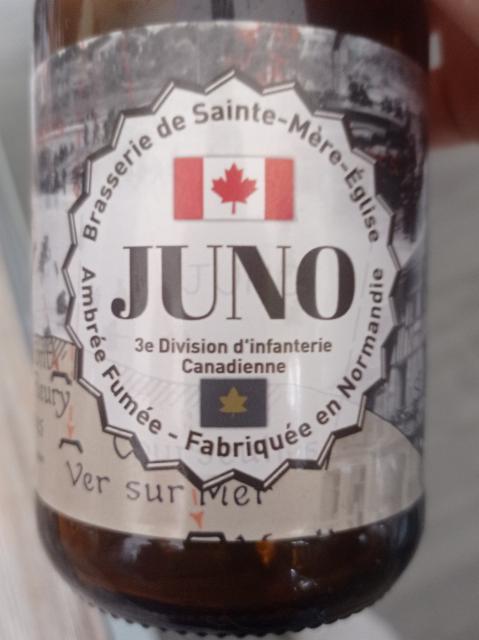 Brasserie de Sainte-Mère-Église
JUNO
3e Division d'infanterie
Canadienne
Ambrée Fumée - Fabriquée en Normandie
Ver sur Mer